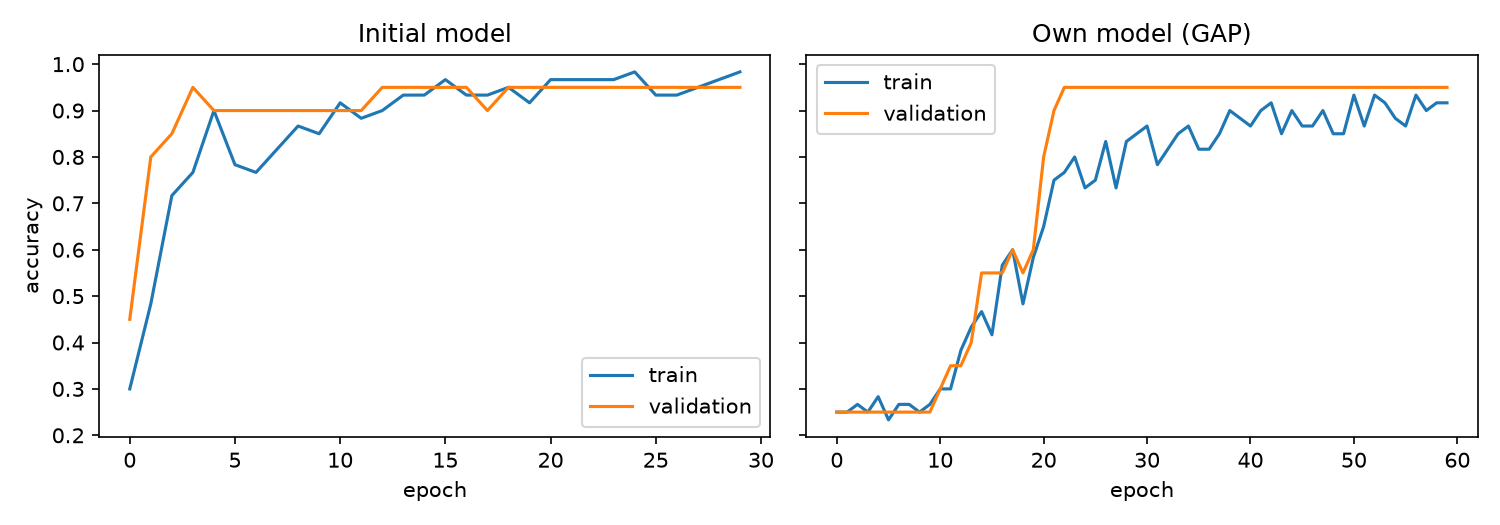 Initial model
1.0
0.9
0.8
0.7
0.6
0.5
0.4
0.3
0.2
accuracy
train
validation
0 5 10 15 20 25 30
epoch
Own model (GAP)
train
validation
0 10 20 30 40 50 60
epoch